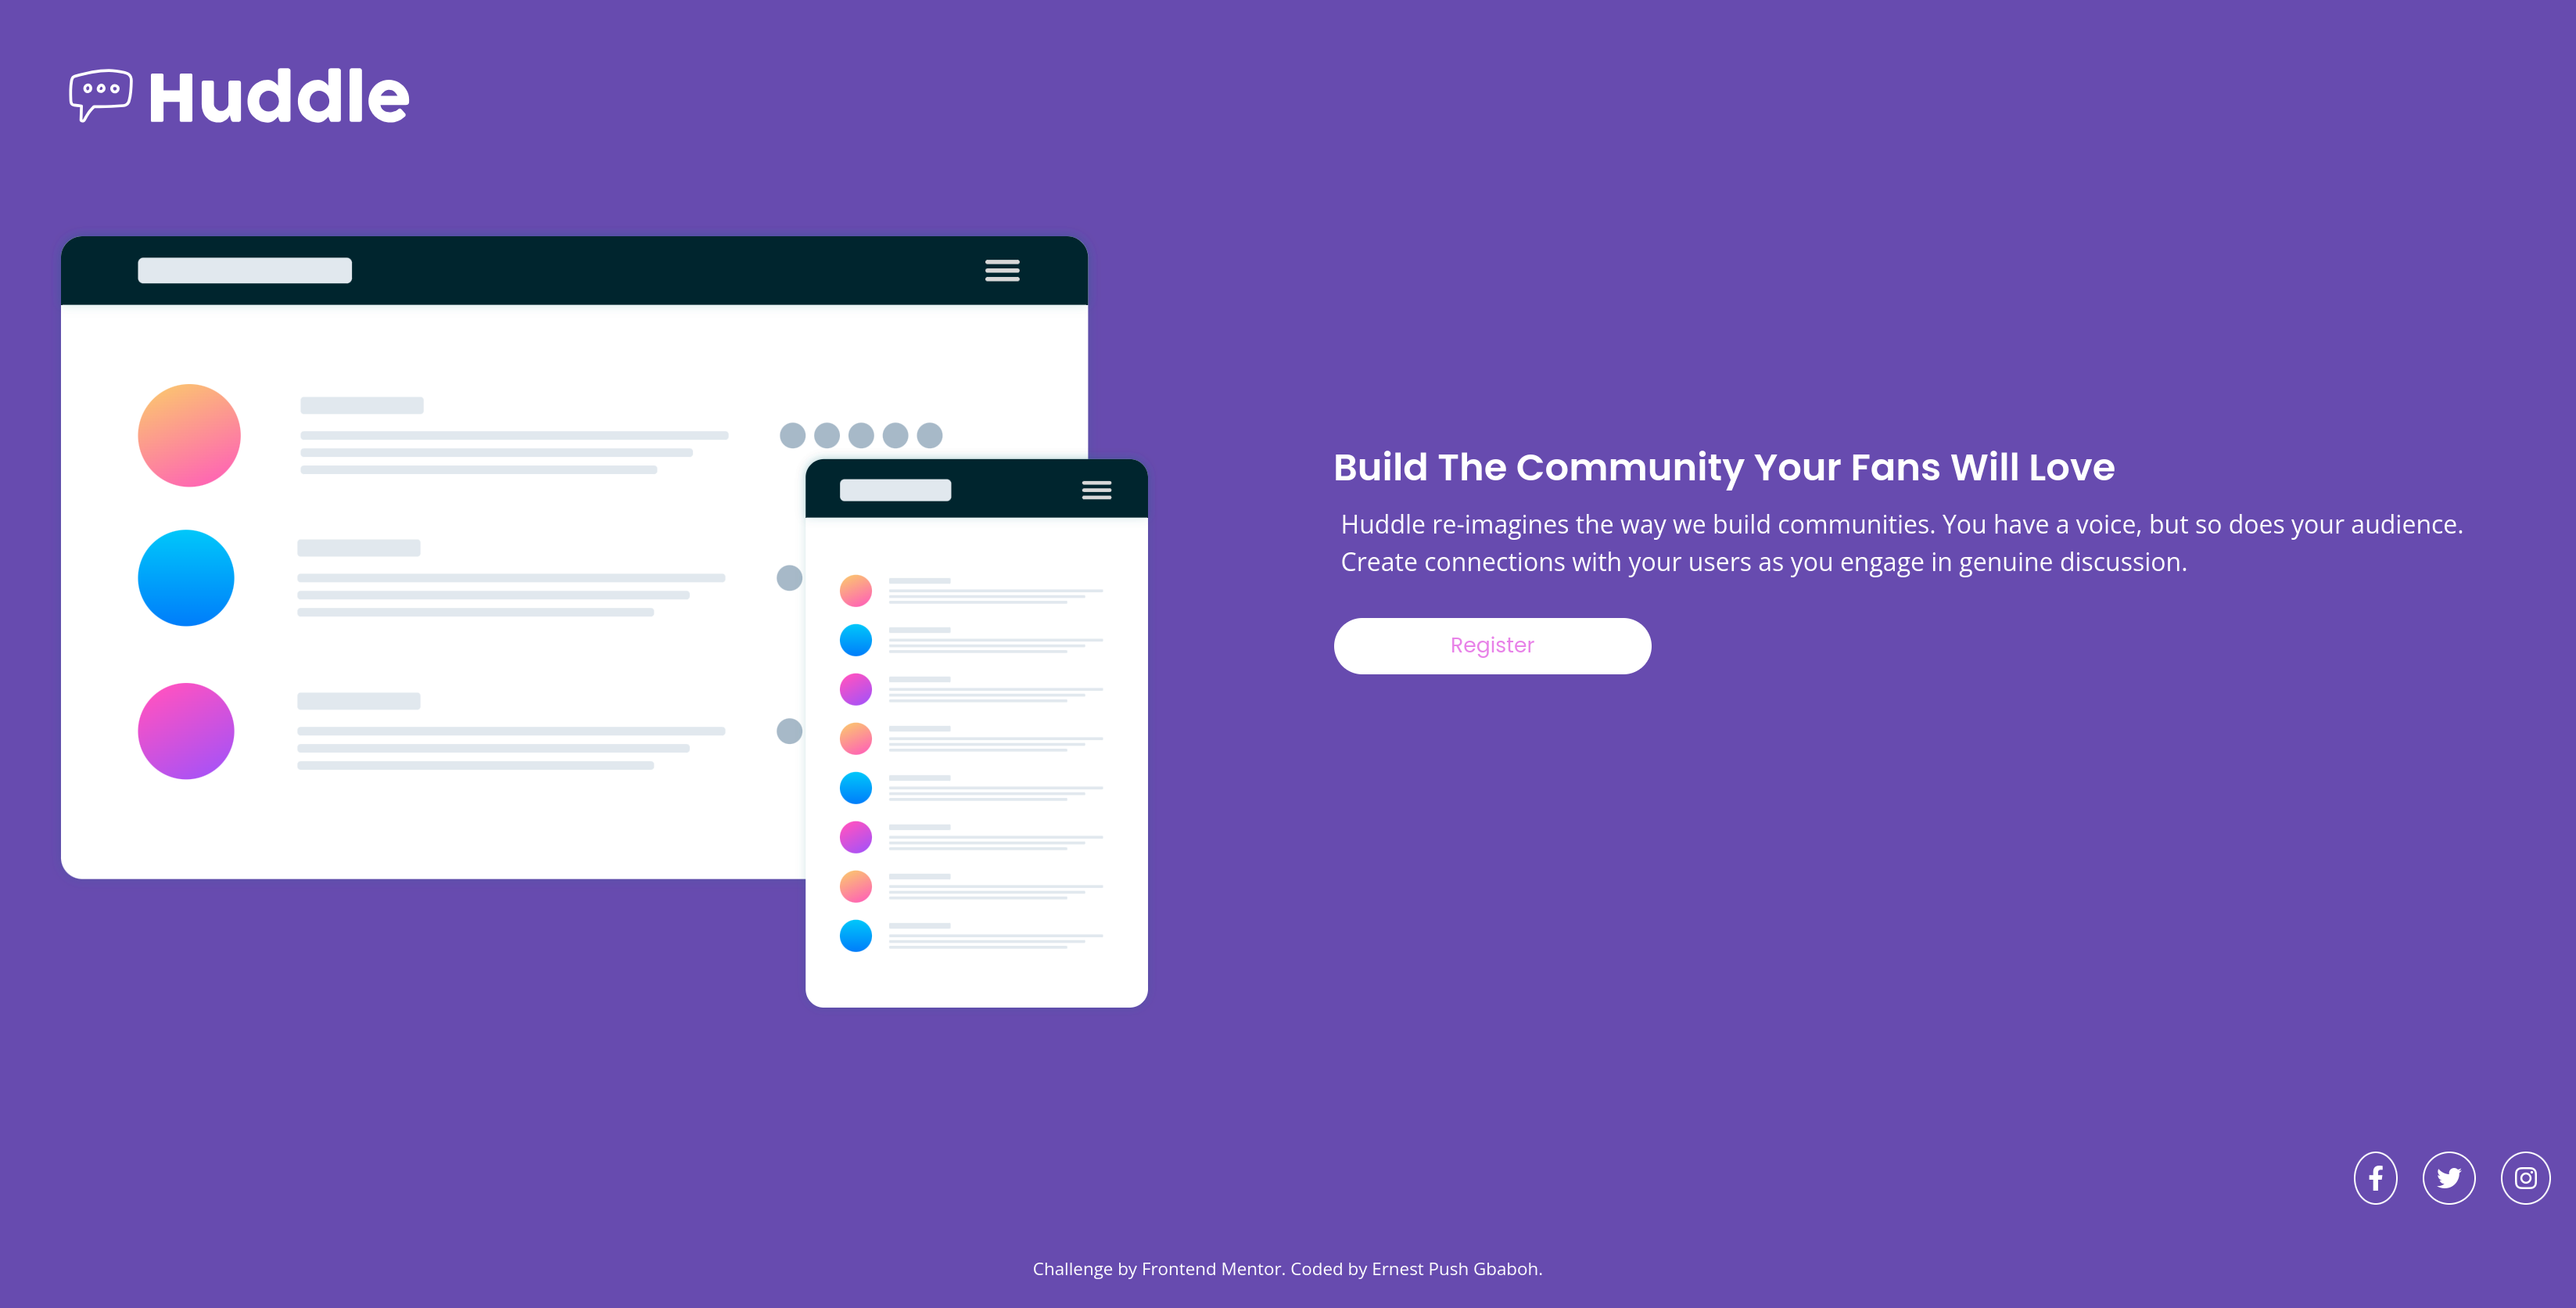 Huddle
Build The Community Your Fans Will Love
Huddle re-imagines the way we build communities. You have a voice, but so does your audience.
Create connections with your users as you engage in genuine discussion.
Register
Challenge by Frontend Mentor. Coded by Ernest Push Gbaboh.